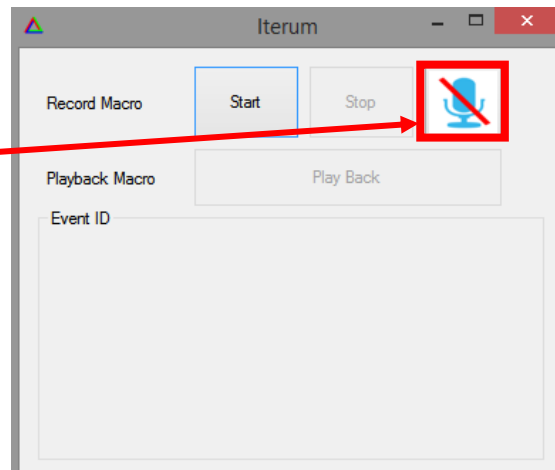 Iterum
Record Macro Start Stop
Playback Macro Play Back
Event ID